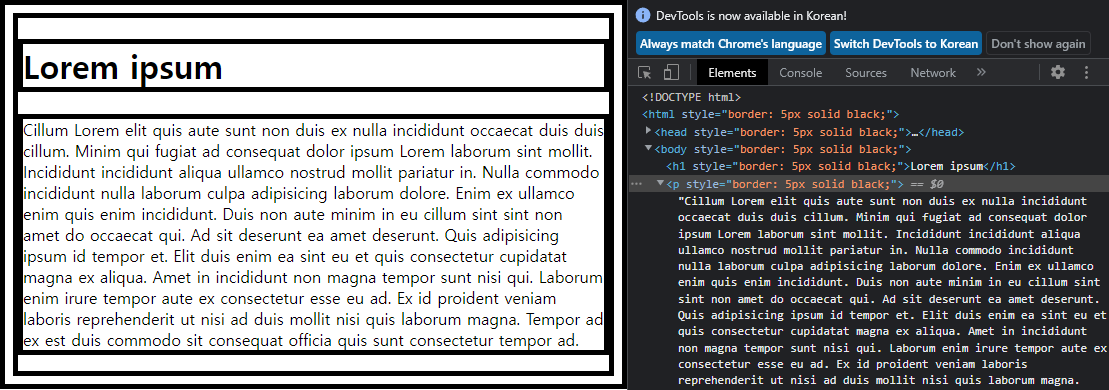 Lorem ipsum
Cillum Lorem elit quis aute sunt non duis ex nulla incididunt occaecat duis duis
cillum. Minim qui fugiat ad consequat dolor ipsum Lorem laborum sint mollit.
Incididunt incididunt aliqua ullamco nostrud mollit pariatur in. Nulla commodo
incididunt nulla laborum culpa adipisicing laborum dolore. Enim ex ullamco
enim quis enim incididunt. Duis non aute minim in eu cillum sint sint non
amet do occaecat qui. Ad sit deserunt ea amet deserunt. Quis adipisicing
ipsum id tempor et. Elit duis enim ea sint eu et quis consectetur cupidatat
magna ex aliqua. Amet in incididunt non magna tempor sunt nisi qui. Laborum
enim irure tempor aute ex consectetur esse eu ad. Ex id proident veniam
laboris reprehenderit ut nisi ad duis mollit nisi quis laborum magna. Tempor ad
ex est duis commodo sit consequat officia quis sunt consectetur tempor ad.
DevTools is now available in Korean!
Always match Chrome's language Switch DevTools to Korean Don't show again
Elements Console Sources Network »
<!DOCTYPE html>
<html style="border: 5px solid black;">
<head style="border: 5px solid black;">…</head>
<body style="border: 5px solid black;">
<h1 style="border: 5px solid black;">Lorem ipsum</h1>
<p style="border: 5px solid black;"> == $0
"Cillum Lorem elit quis aute sunt non duis ex nulla incididunt
occaecat duis duis cillum. Minim qui fugiat ad consequat dolor
ipsum Lorem laborum sint mollit. Incididunt incididunt aliqua
ullamco nostrud mollit pariatur in. Nulla commodo incididunt
nulla laborum culpa adipisicing laborum dolore. Enim ex ullamco
enim quis enim incididunt. Duis non aute minim in eu cillum sint
sint non amet do occaecat qui. Ad sit deserunt ea amet deserunt.
Quis adipisicing ipsum id tempor et. Elit duis enim ea sint eu et
quis consectetur cupidatat magna ex aliqua. Amet in incididunt
non magna tempor sunt nisi qui. Laborum enim irure tempor aute ex
consectetur esse eu ad. Ex id proident veniam laboris
reprehenderit ut nisi ad duis mollit nisi quis laborum magna.